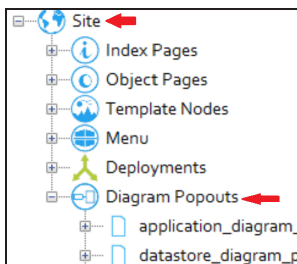 Site
Index Pages
Object Pages
Template Nodes
Menu
Deployments
Diagram Popouts
application_diagram_
datastore_diagram_p